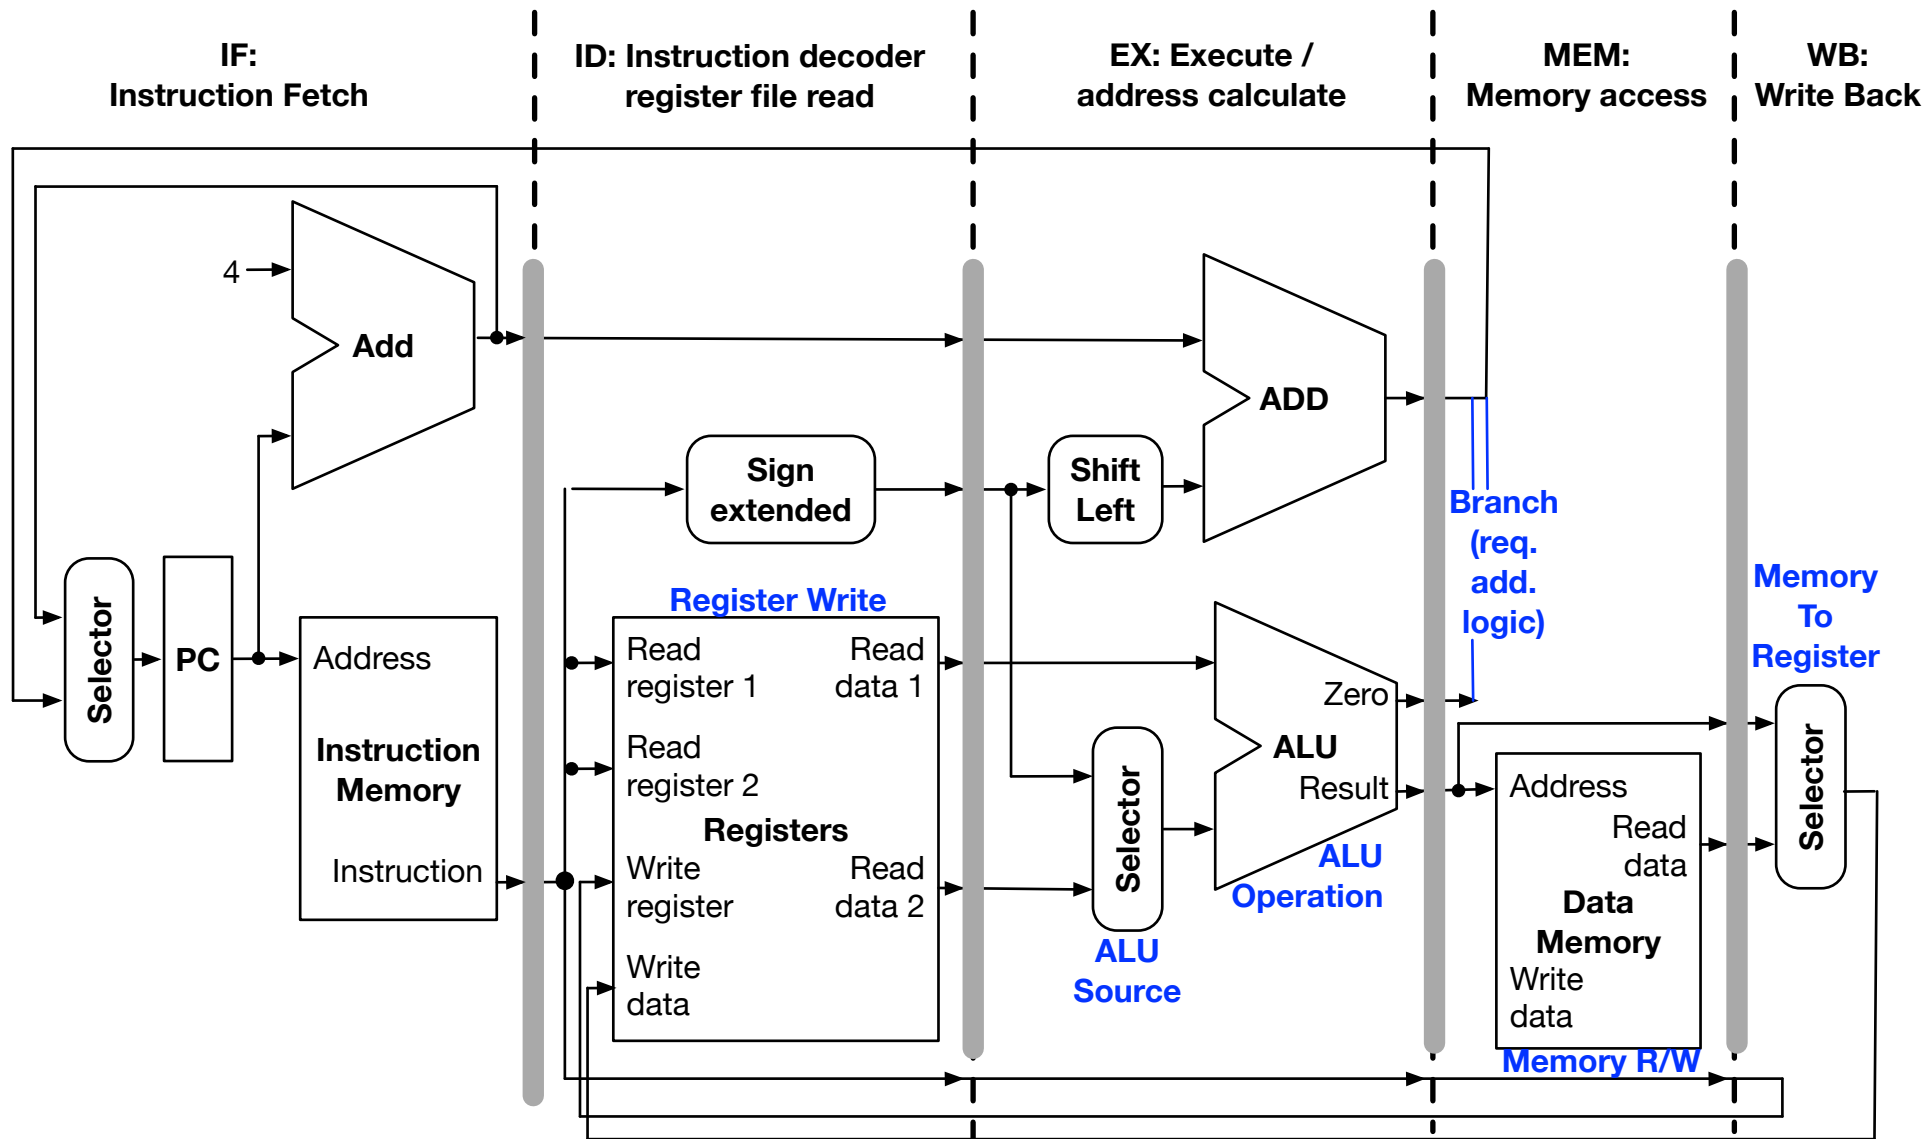 IF:
Instruction Fetch
ID: Instruction decoder
register file read
EX: Execute /
address calculate
MEM:
Memory access
WB:
Write Back
4
Add
ADD
Sign
extended
Shift
Left
Branch
(req.
add.
logic)
Selector
PC
Address
Instruction
Memory
Instruction
Register Write
Read
register 1
Read
data 1
Read
register 2
Registers
Write
register
Read
data 2
Write
data
Selector
ALU
Source
Zero
ALU
Result
ALU
Operation
Address
Read
data
Data
Memory
Write
data
Memory R/W
Memory
To
Register
Selector